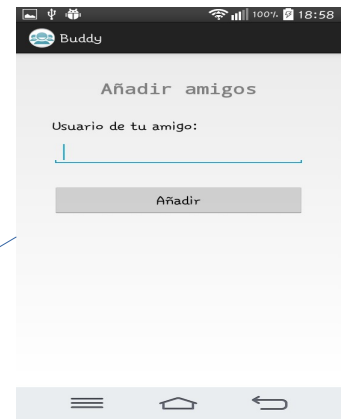 100% 18:58
Buddy
Añadir amigos
Usuario de tu amigo:
Añadir